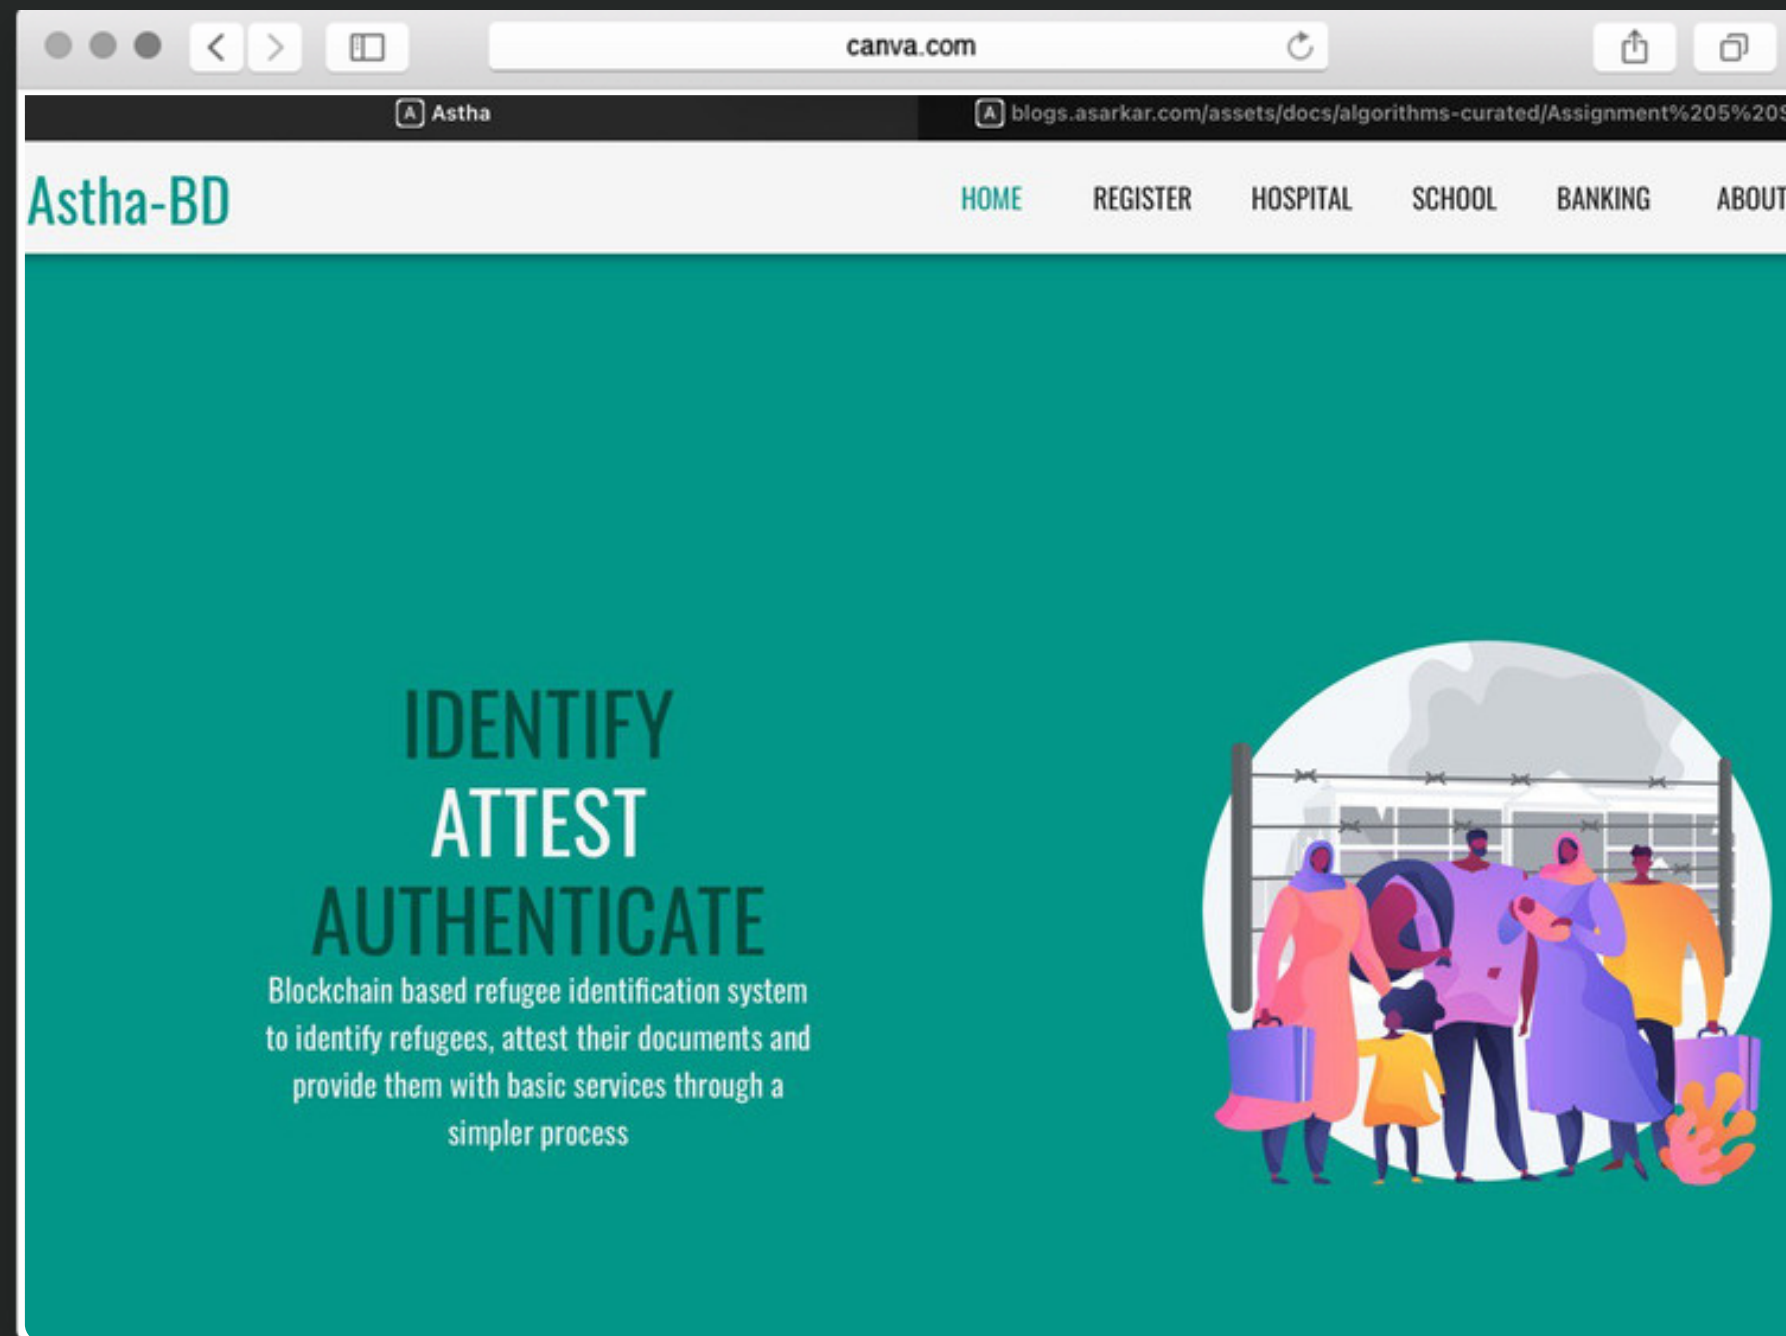 canva.com
Astha
blogs.asarkar.com/assets/docs/algorithms-curated/Assignment%205%20S
Astha-BD
HOME REGISTER HOSPITAL SCHOOL BANKING ABOUT
IDENTIFY
ATTEST
AUTHENTICATE
Blockchain based refugee identification system
to identify refugees, attest their documents and
provide them with basic services through a
simpler process